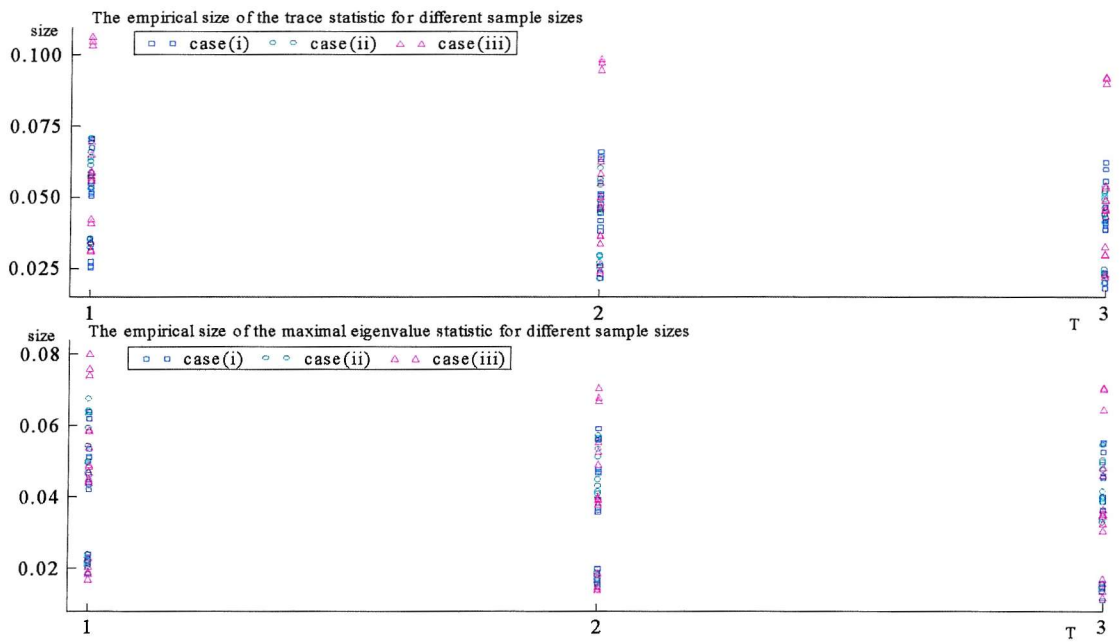 The empirical size of the trace statistic for different sample sizes
size
case(i) case(ii) case(iii)
0.100
0.075
0.050
0.025
1 2 3
T
The empirical size of the maximal eigenvalue statistic for different sample sizes
size
case(i) case(ii) case(iii)
0.08
0.06
0.04
0.02
1 2 3
T